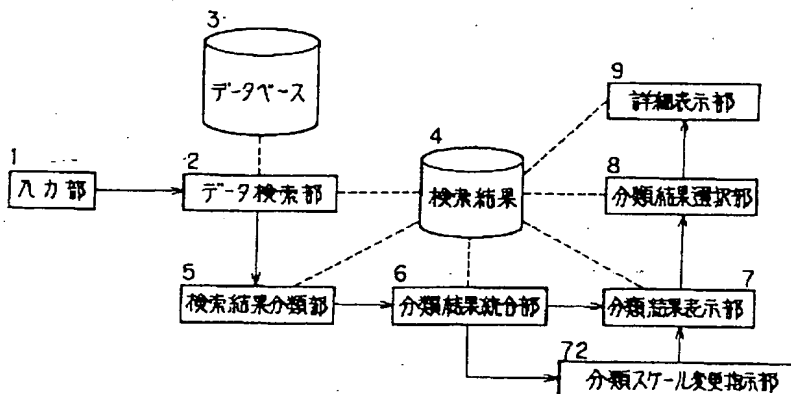 3
データベース
9
詳細表示部
4
検索結果
1
入力部
2
データ検索部
8
分類結果選択部
5
検索結果分類部
6
分類結果統合部
7
分類結果表示部
72
分類スケール変更指示部